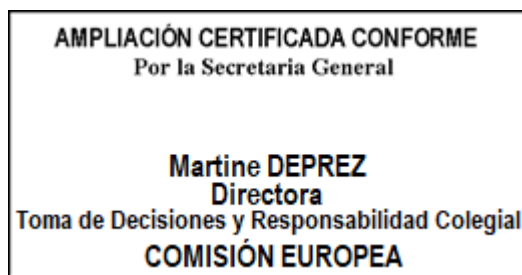 AMPLIACIÓN CERTIFICADA CONFORME
Por la Secretaria General
Martine DEPREZ
Directora
Toma de Decisiones y Responsabilidad Colegial
COMISIÓN EUROPEA